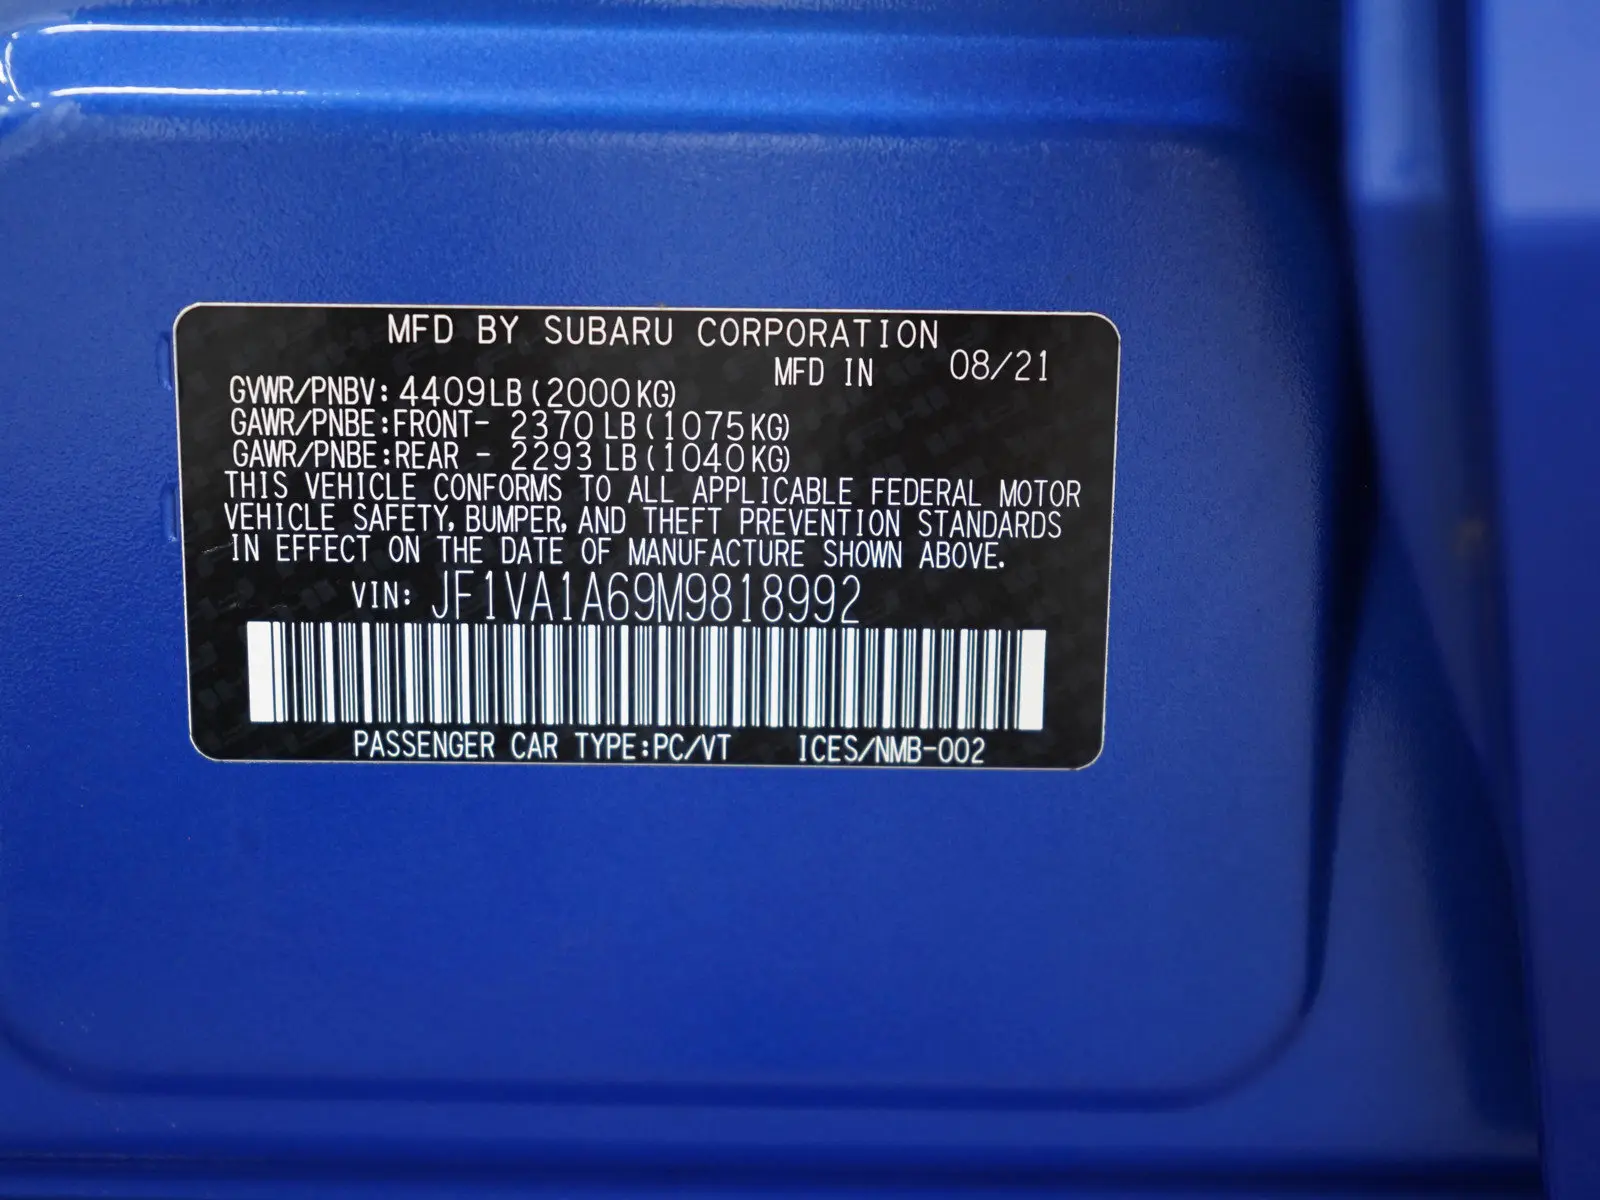 MFD BY SUBARU CORPORATION
MFD IN 08/21
GVWR/PNBV: 4409LB(2000KG)
GAWR/PNBE:FRONT- 2370LB(1075KG)
GAWR/PNBE:REAR - 2293LB(1040KG)
THIS VEHICLE CONFORMS TO ALL APPLICABLE FEDERAL MOTOR
VEHICLE SAFETY, BUMPER, AND THEFT PREVENTION STANDARDS
IN EFFECT ON THE DATE OF MANUFACTURE SHOWN ABOVE.
VIN: JF1VA1A69M9818992
PASSENGER CAR TYPE:PC/VT ICES/NMB-002